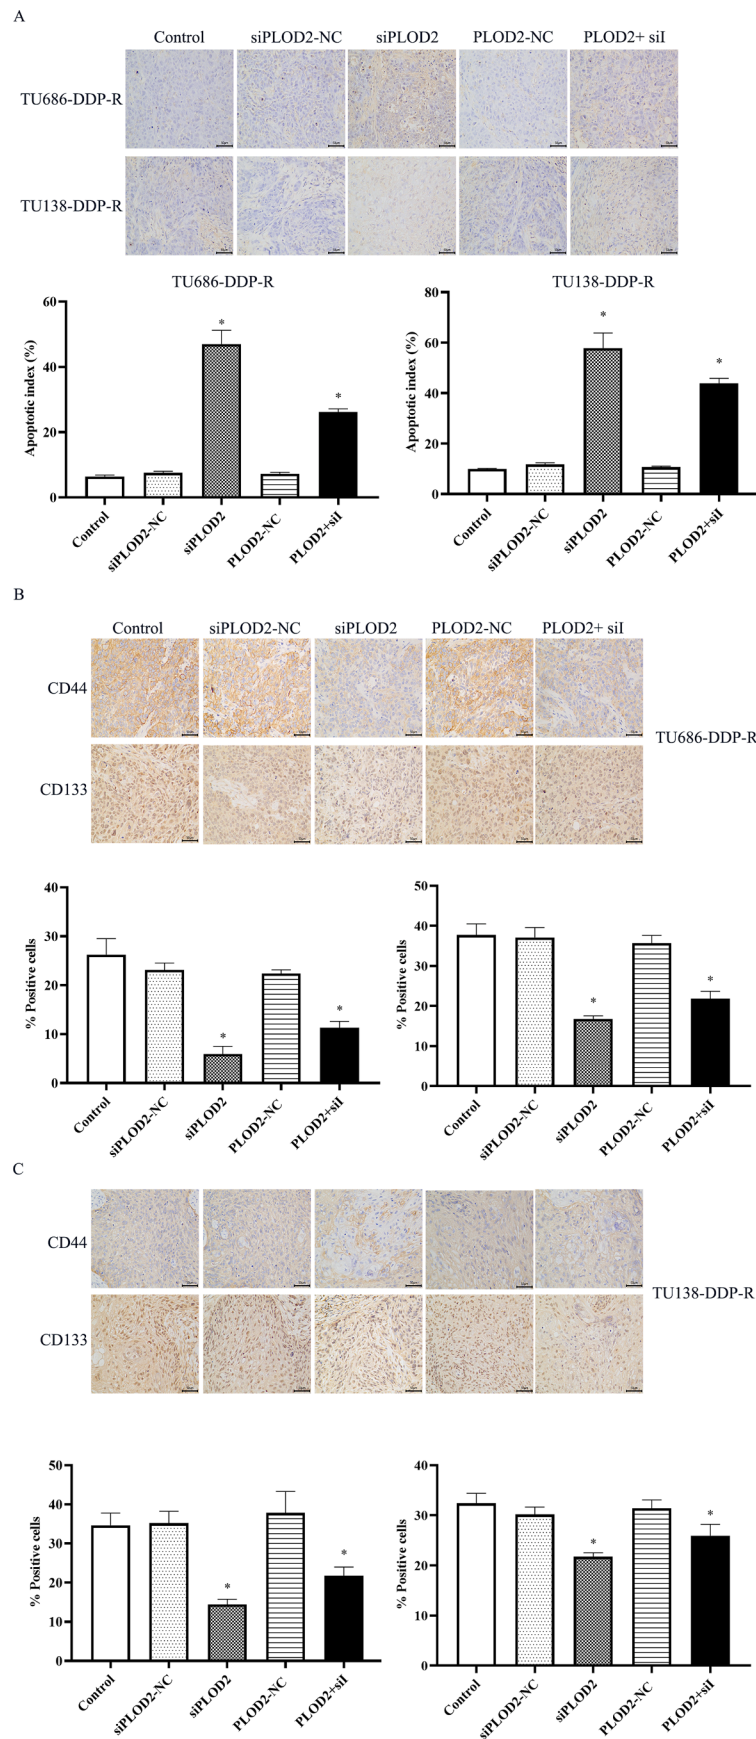 A
Control siPLOD2-NC siPLOD2 PLOD2-NC PLOD2+ siI
TU686-DDP-R
TU138-DDP-R
TU686-DDP-R
Apoptotic index (%)
60
40
20
0
Control siPLOD2-NC siPLOD2 PLOD2-NC PLOD2+siI
* *
TU138-DDP-R
Apoptotic index (%)
80
60
40
20
0
Control siPLOD2-NC siPLOD2 PLOD2-NC PLOD2+siI
* *
B
Control siPLOD2-NC siPLOD2 PLOD2-NC PLOD2+ siI
CD44
TU686-DDP-R
CD133
% Positive cells
40
30
20
10
0
Control siPLOD2-NC siPLOD2 PLOD2-NC PLOD2+siI
* *
% Positive cells
50
40
30
20
10
0
Control siPLOD2-NC siPLOD2 PLOD2-NC PLOD2+siI
* *
C
CD44
TU138-DDP-R
CD133
% Positive cells
50
40
30
20
10
0
Control siPLOD2-NC siPLOD2 PLOD2-NC PLOD2+siI
* *
% Positive cells
40
30
20
10
0
Control siPLOD2-NC siPLOD2 PLOD2-NC PLOD2+siI
* *